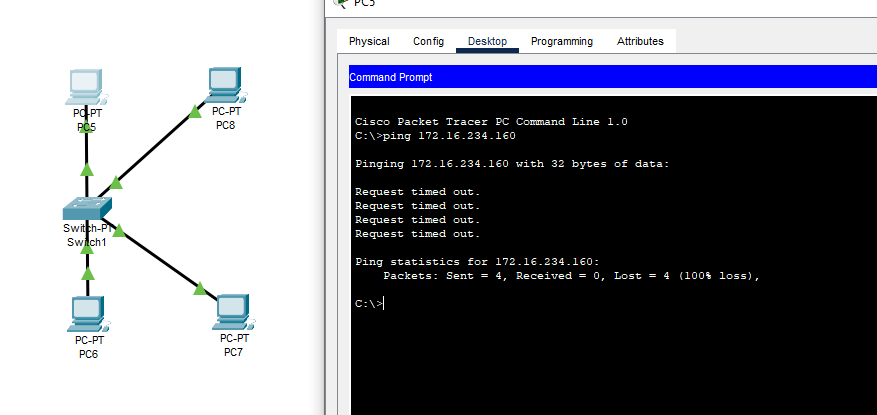 PC5
Physical
Config
Desktop
Programming
Attributes
Command Prompt
Cisco Packet Tracer PC Command Line 1.0
C:\>ping 172.16.234.160
Pinging 172.16.234.160 with 32 bytes of data:
Request timed out.
Request timed out.
Request timed out.
Request timed out.
Ping statistics for 172.16.234.160:
Packets: Sent = 4, Received = 0, Lost = 4 (100% loss),
C:\>
PC-PT
PC5
PC-PT
PC8
Switch-PT
Switch1
PC-PT
PC6
PC-PT
PC7